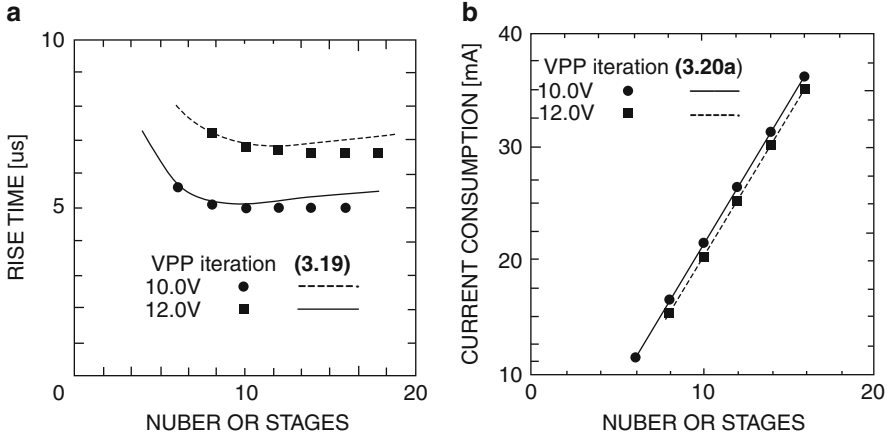 a
10
5
0
10
20
RISE TIME [us]
VPP iteration (3.19)
10.0V
12.0V
NUBER OR STAGES
b
40
30
20
10
0
10
20
CURRENT CONSUMPTION [mA]
VPP iteration (3.20a)
10.0V
12.0V
NUBER OR STAGES